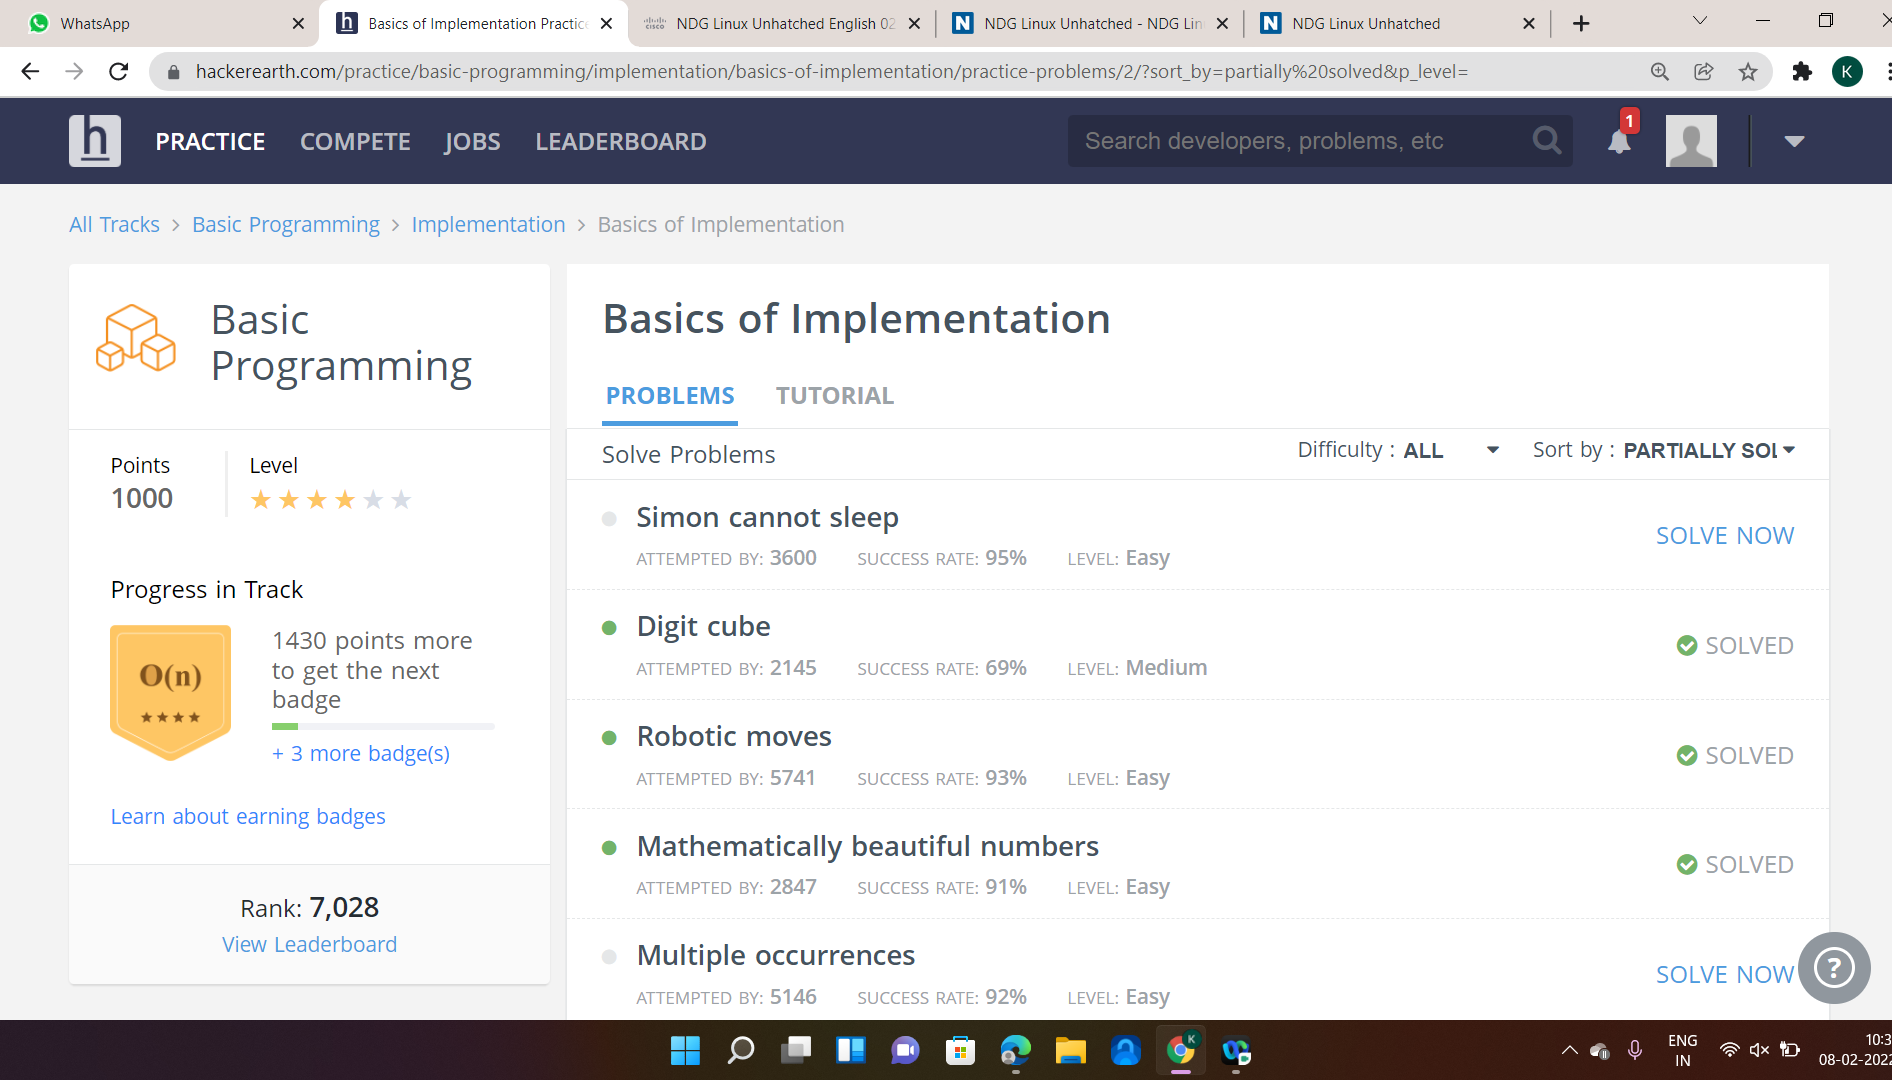 WhatsApp
Basics of Implementation Practice
NDG Linux Unhatched English 02
NDG Linux Unhatched - NDG Lin
NDG Linux Unhatched
hackerearth.com/practice/basic-programming/implementation/basics-of-implementation/practice-problems/2/?sort_by=partially%20solved&p_level=
K
h PRACTICE COMPETE JOBS LEADERBOARD Search developers, problems, etc 1
All Tracks > Basic Programming > Implementation > Basics of Implementation
Basic
Programming
Points
1000
Level
Progress in Track
O(n)
1430 points more
to get the next
badge
+ 3 more badge(s)
Learn about earning badges
Rank: 7,028
View Leaderboard
Basics of Implementation
PROBLEMS TUTORIAL
Solve Problems Difficulty : ALL Sort by : PARTIALLY SOL
Simon cannot sleep
ATTEMPTED BY: 3600 SUCCESS RATE: 95% LEVEL: Easy
SOLVE NOW
Digit cube
ATTEMPTED BY: 2145 SUCCESS RATE: 69% LEVEL: Medium
SOLVED
Robotic moves
ATTEMPTED BY: 5741 SUCCESS RATE: 93% LEVEL: Easy
SOLVED
Mathematically beautiful numbers
ATTEMPTED BY: 2847 SUCCESS RATE: 91% LEVEL: Easy
SOLVED
Multiple occurrences
ATTEMPTED BY: 5146 SUCCESS RATE: 92% LEVEL: Easy
SOLVE NOW
?
ENG
IN
10:3
08-02-2022